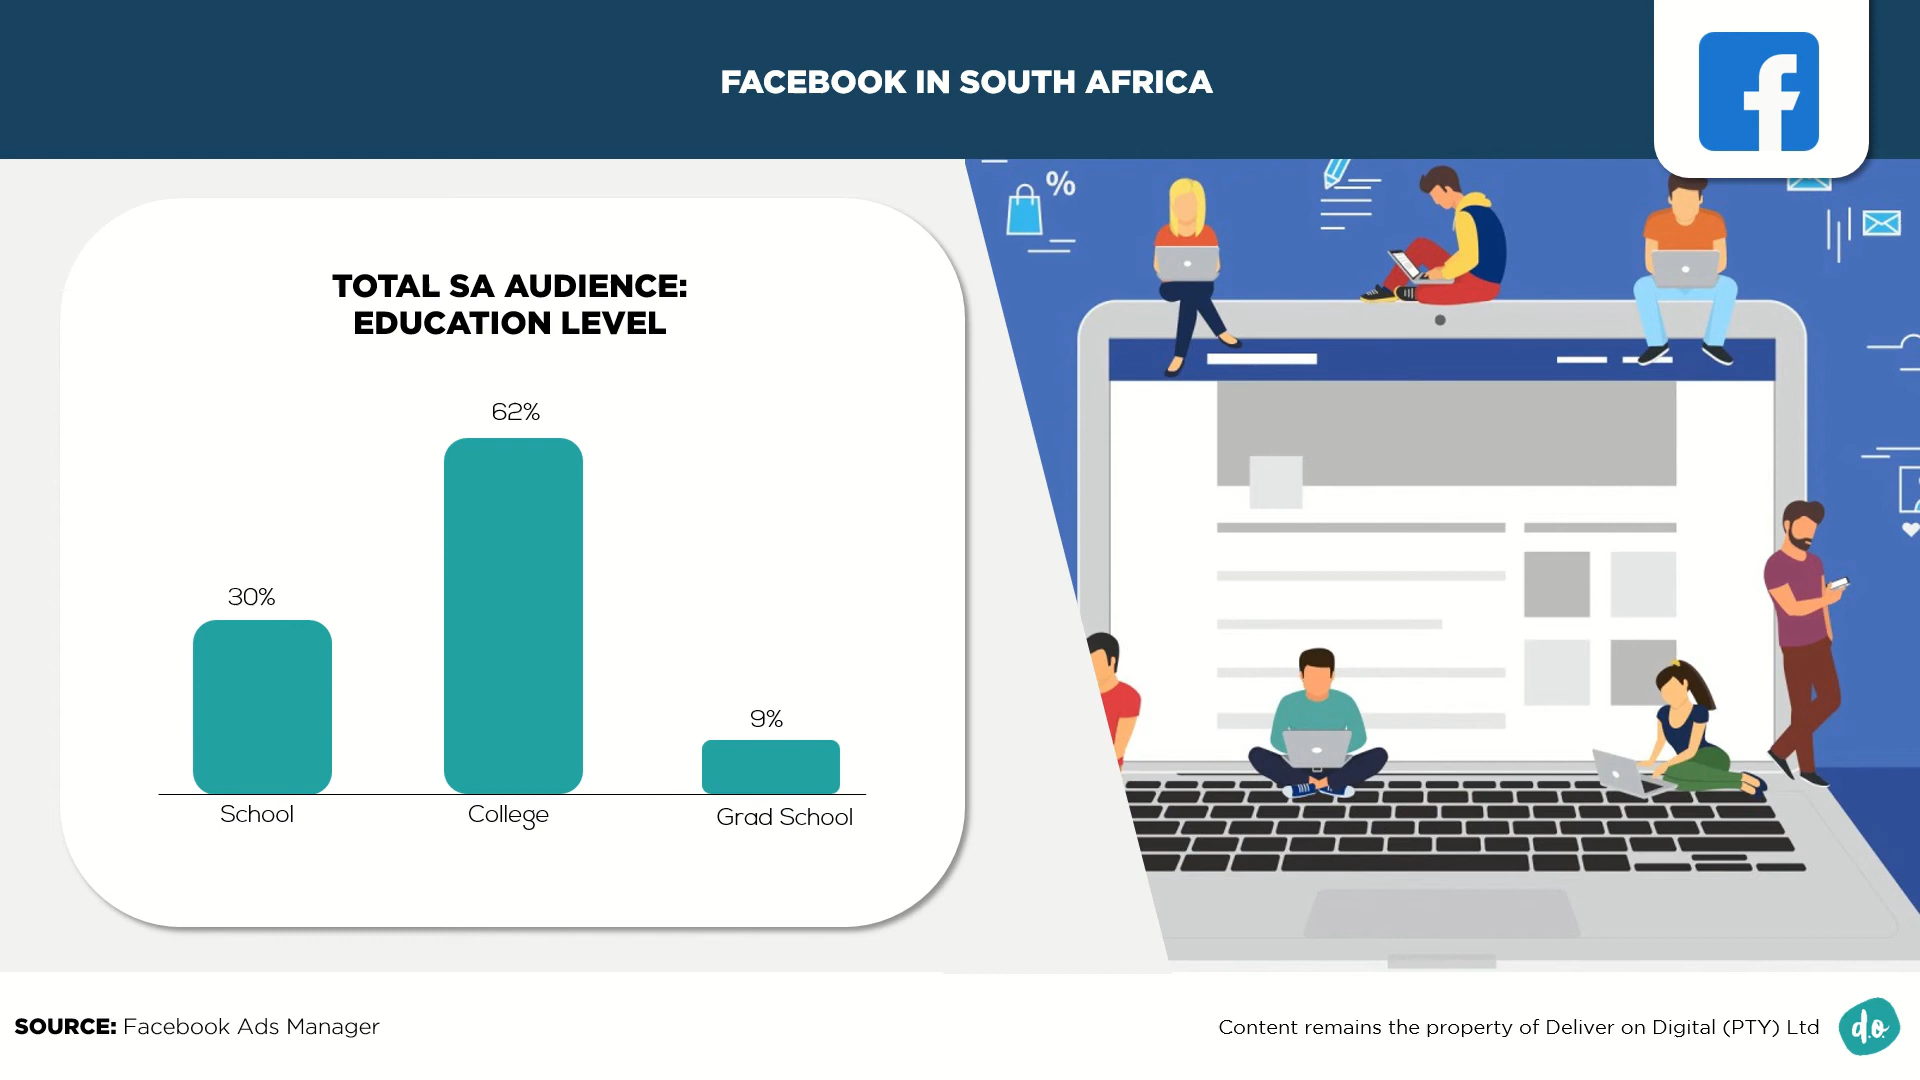 FACEBOOK IN SOUTH AFRICA
%
TOTAL SA AUDIENCE:
EDUCATION LEVEL
62%
30%
9%
School
College
Grad School
SOURCE: Facebook Ads Manager
Content remains the property of Deliver on Digital (PTY) Ltd
d.o.